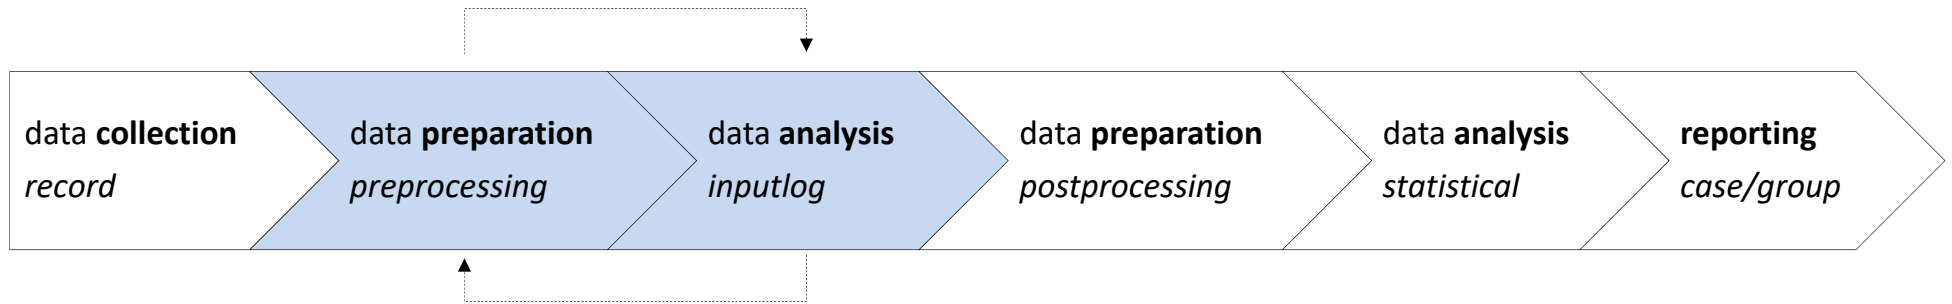 data collection
record
data preparation
preprocessing
data analysis
inputlog
data preparation
postprocessing
data analysis
statistical
reporting
case/group